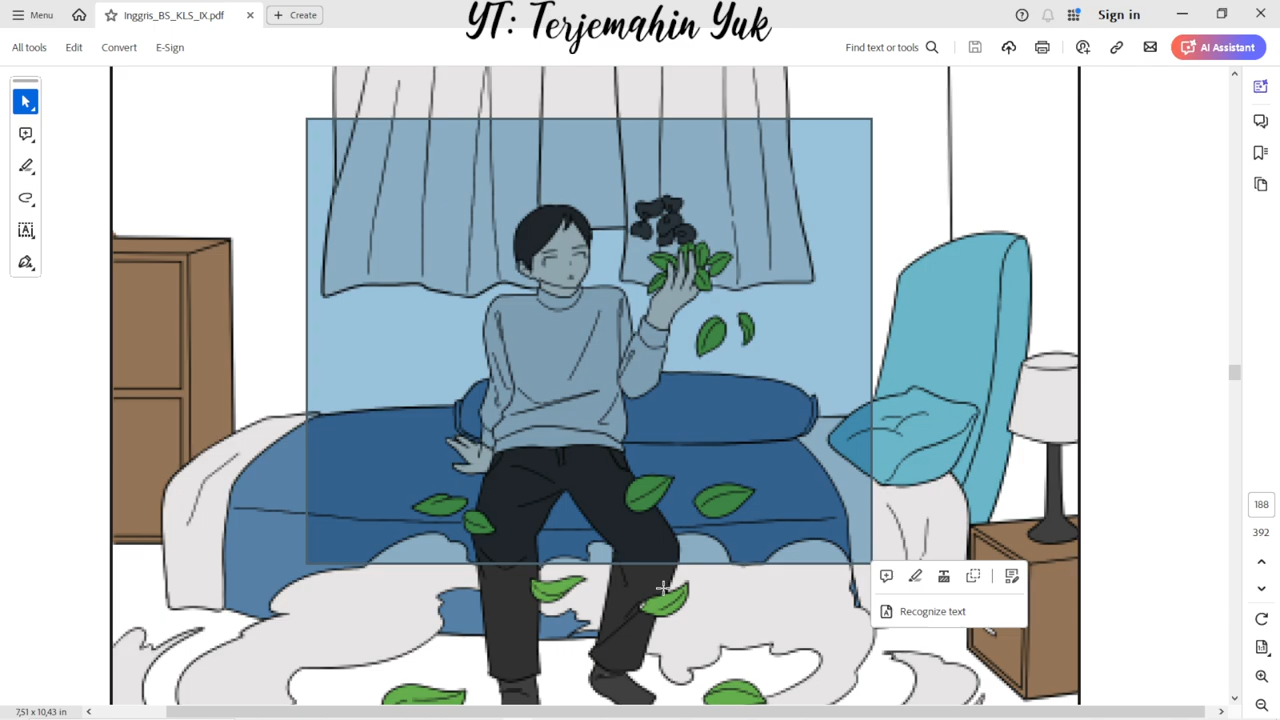 Menu
Inggris_BS_KLS_IX.pdf
Create
YT: Terjemahin Yuk
Sign in
All tools
Edit
Convert
E-Sign
Find text or tools
AI Assistant
Recognize text
188
392
7,51 x 10,43 in